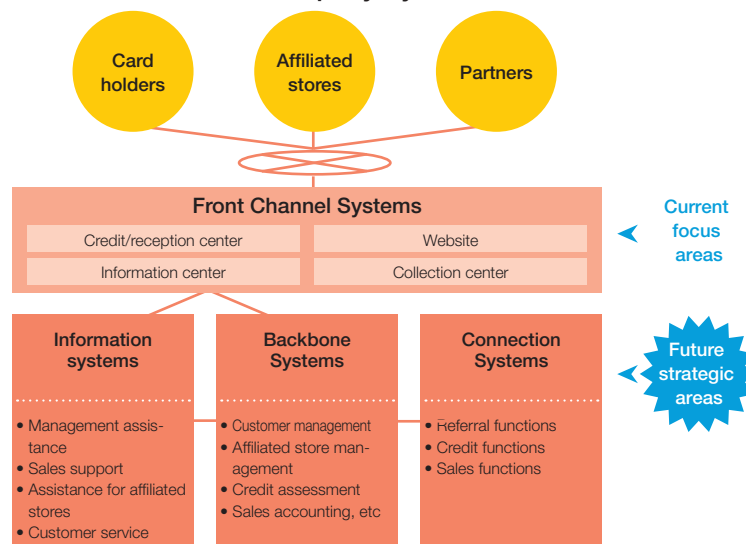 Card
holders
Affiliated
stores
Partners
Front Channel Systems
Credit/reception center
Website
Information center
Collection center
Current
focus
areas
Information
systems
Backbone
Systems
Connection
Systems
Future
strategic
areas
• Management assis-
tance
• Sales support
• Assistance for affiliated
stores
• Customer service
• Customer management
• Affiliated store man-
agement
• Credit assessment
• Sales accounting, etc
• Referral functions
• Credit functions
• Sales functions